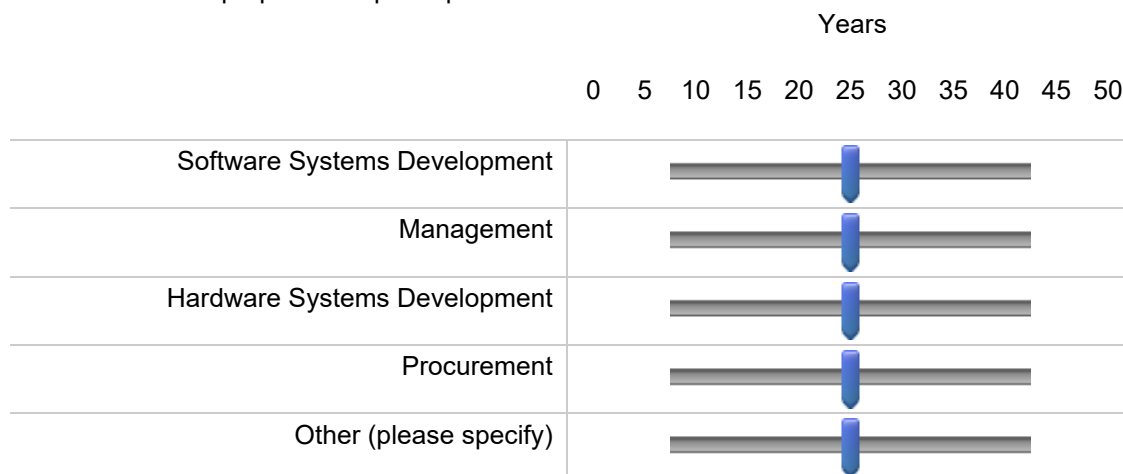 Years
0 5 10 15 20 25 30 35 40 45 50
Software Systems Development
Management
Hardware Systems Development
Procurement
Other (please specify)